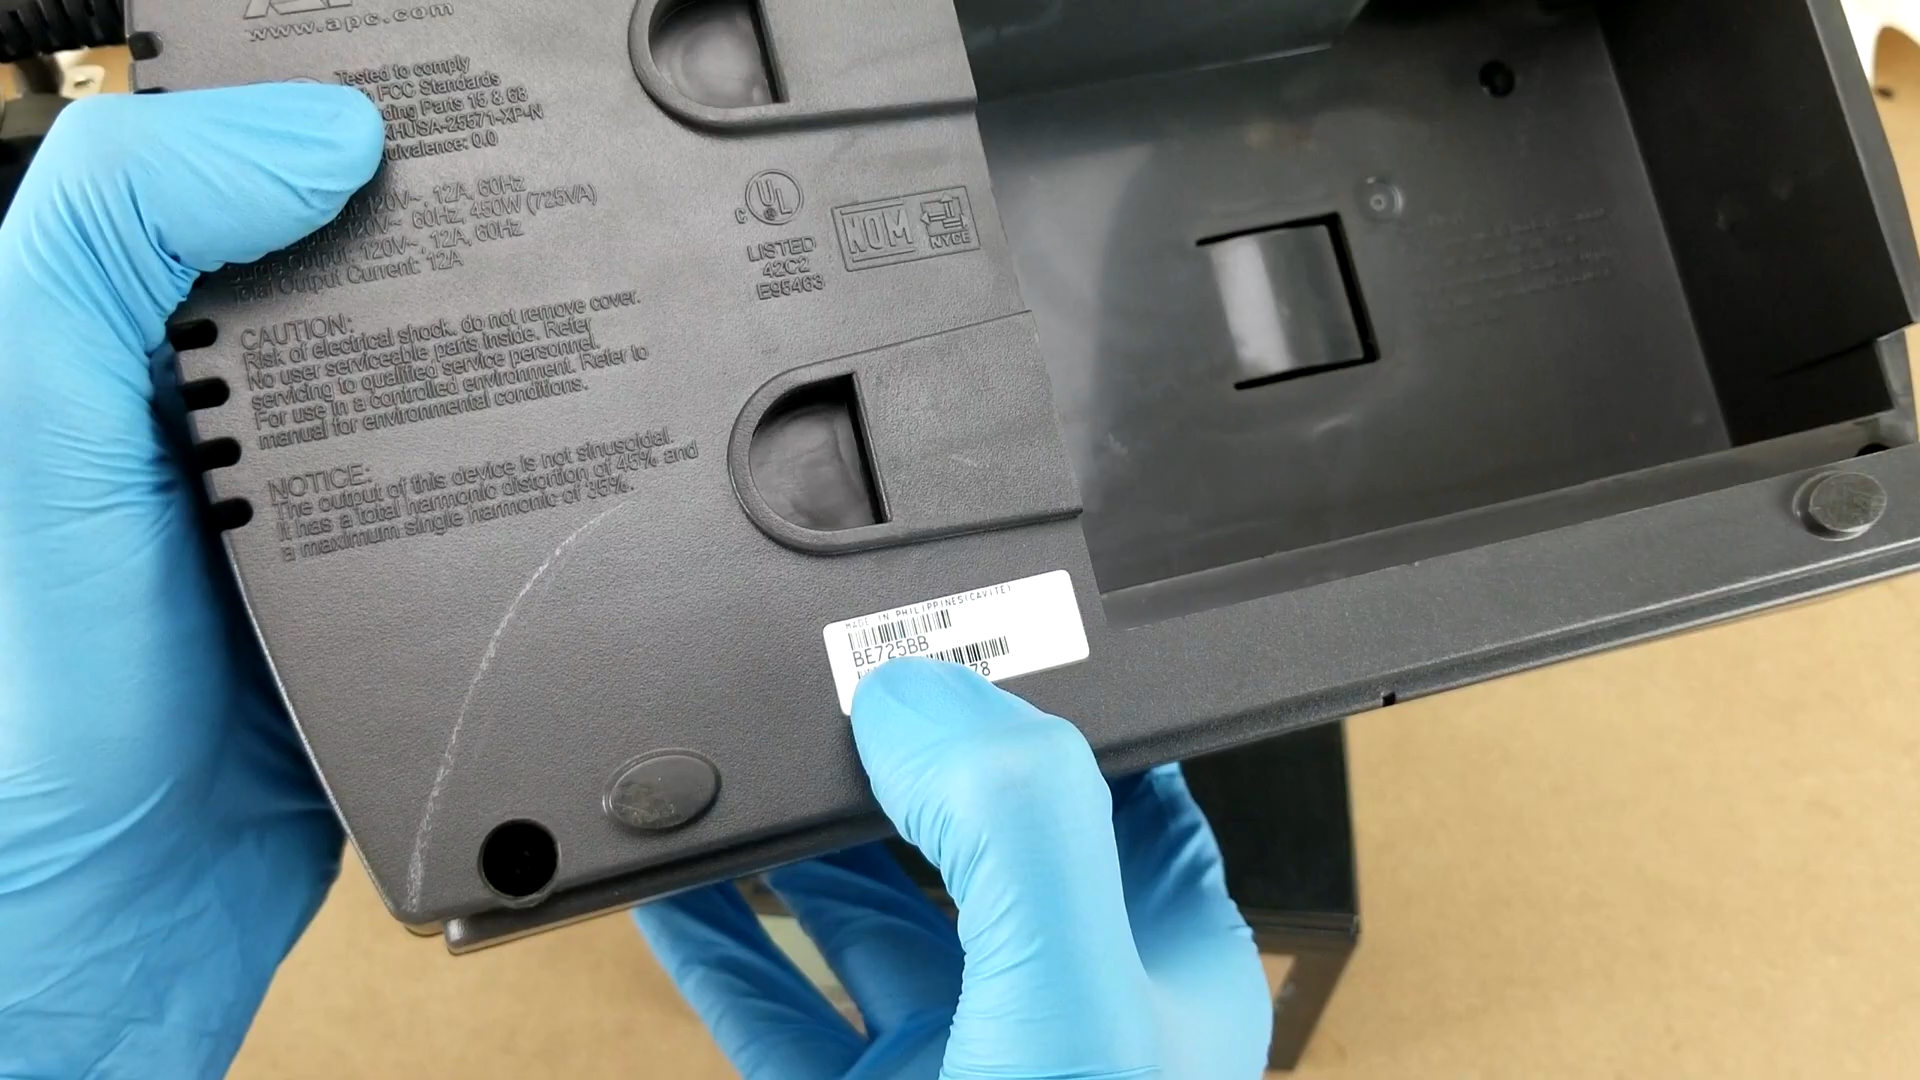 www.apc.com
Tested to comply
FCC Standards
Parts 15 & 68
HUSA-25571-XP-N
0.0
120V~, 12A, 60Hz
120V~ 60Hz, 450W (725VA)
Output: 120V~, 12A, 60Hz
Total Output Current: 12A
CAUTION:
Risk of electrical shock. do not remove cover.
No user serviceable parts inside. Refer
servicing to qualified service personnel.
For use in a controlled environment. Refer to
manual for environmental conditions.
NOTICE:
The output of this device is not sinusoidal.
It has a total harmonic distortion of 45% and
a maximum single harmonic of 35%.
C UL
LISTED
42C2
E95463
NOM
NYCE
MADE IN PHILIPPINES(CAVITE)
BE725BB
78